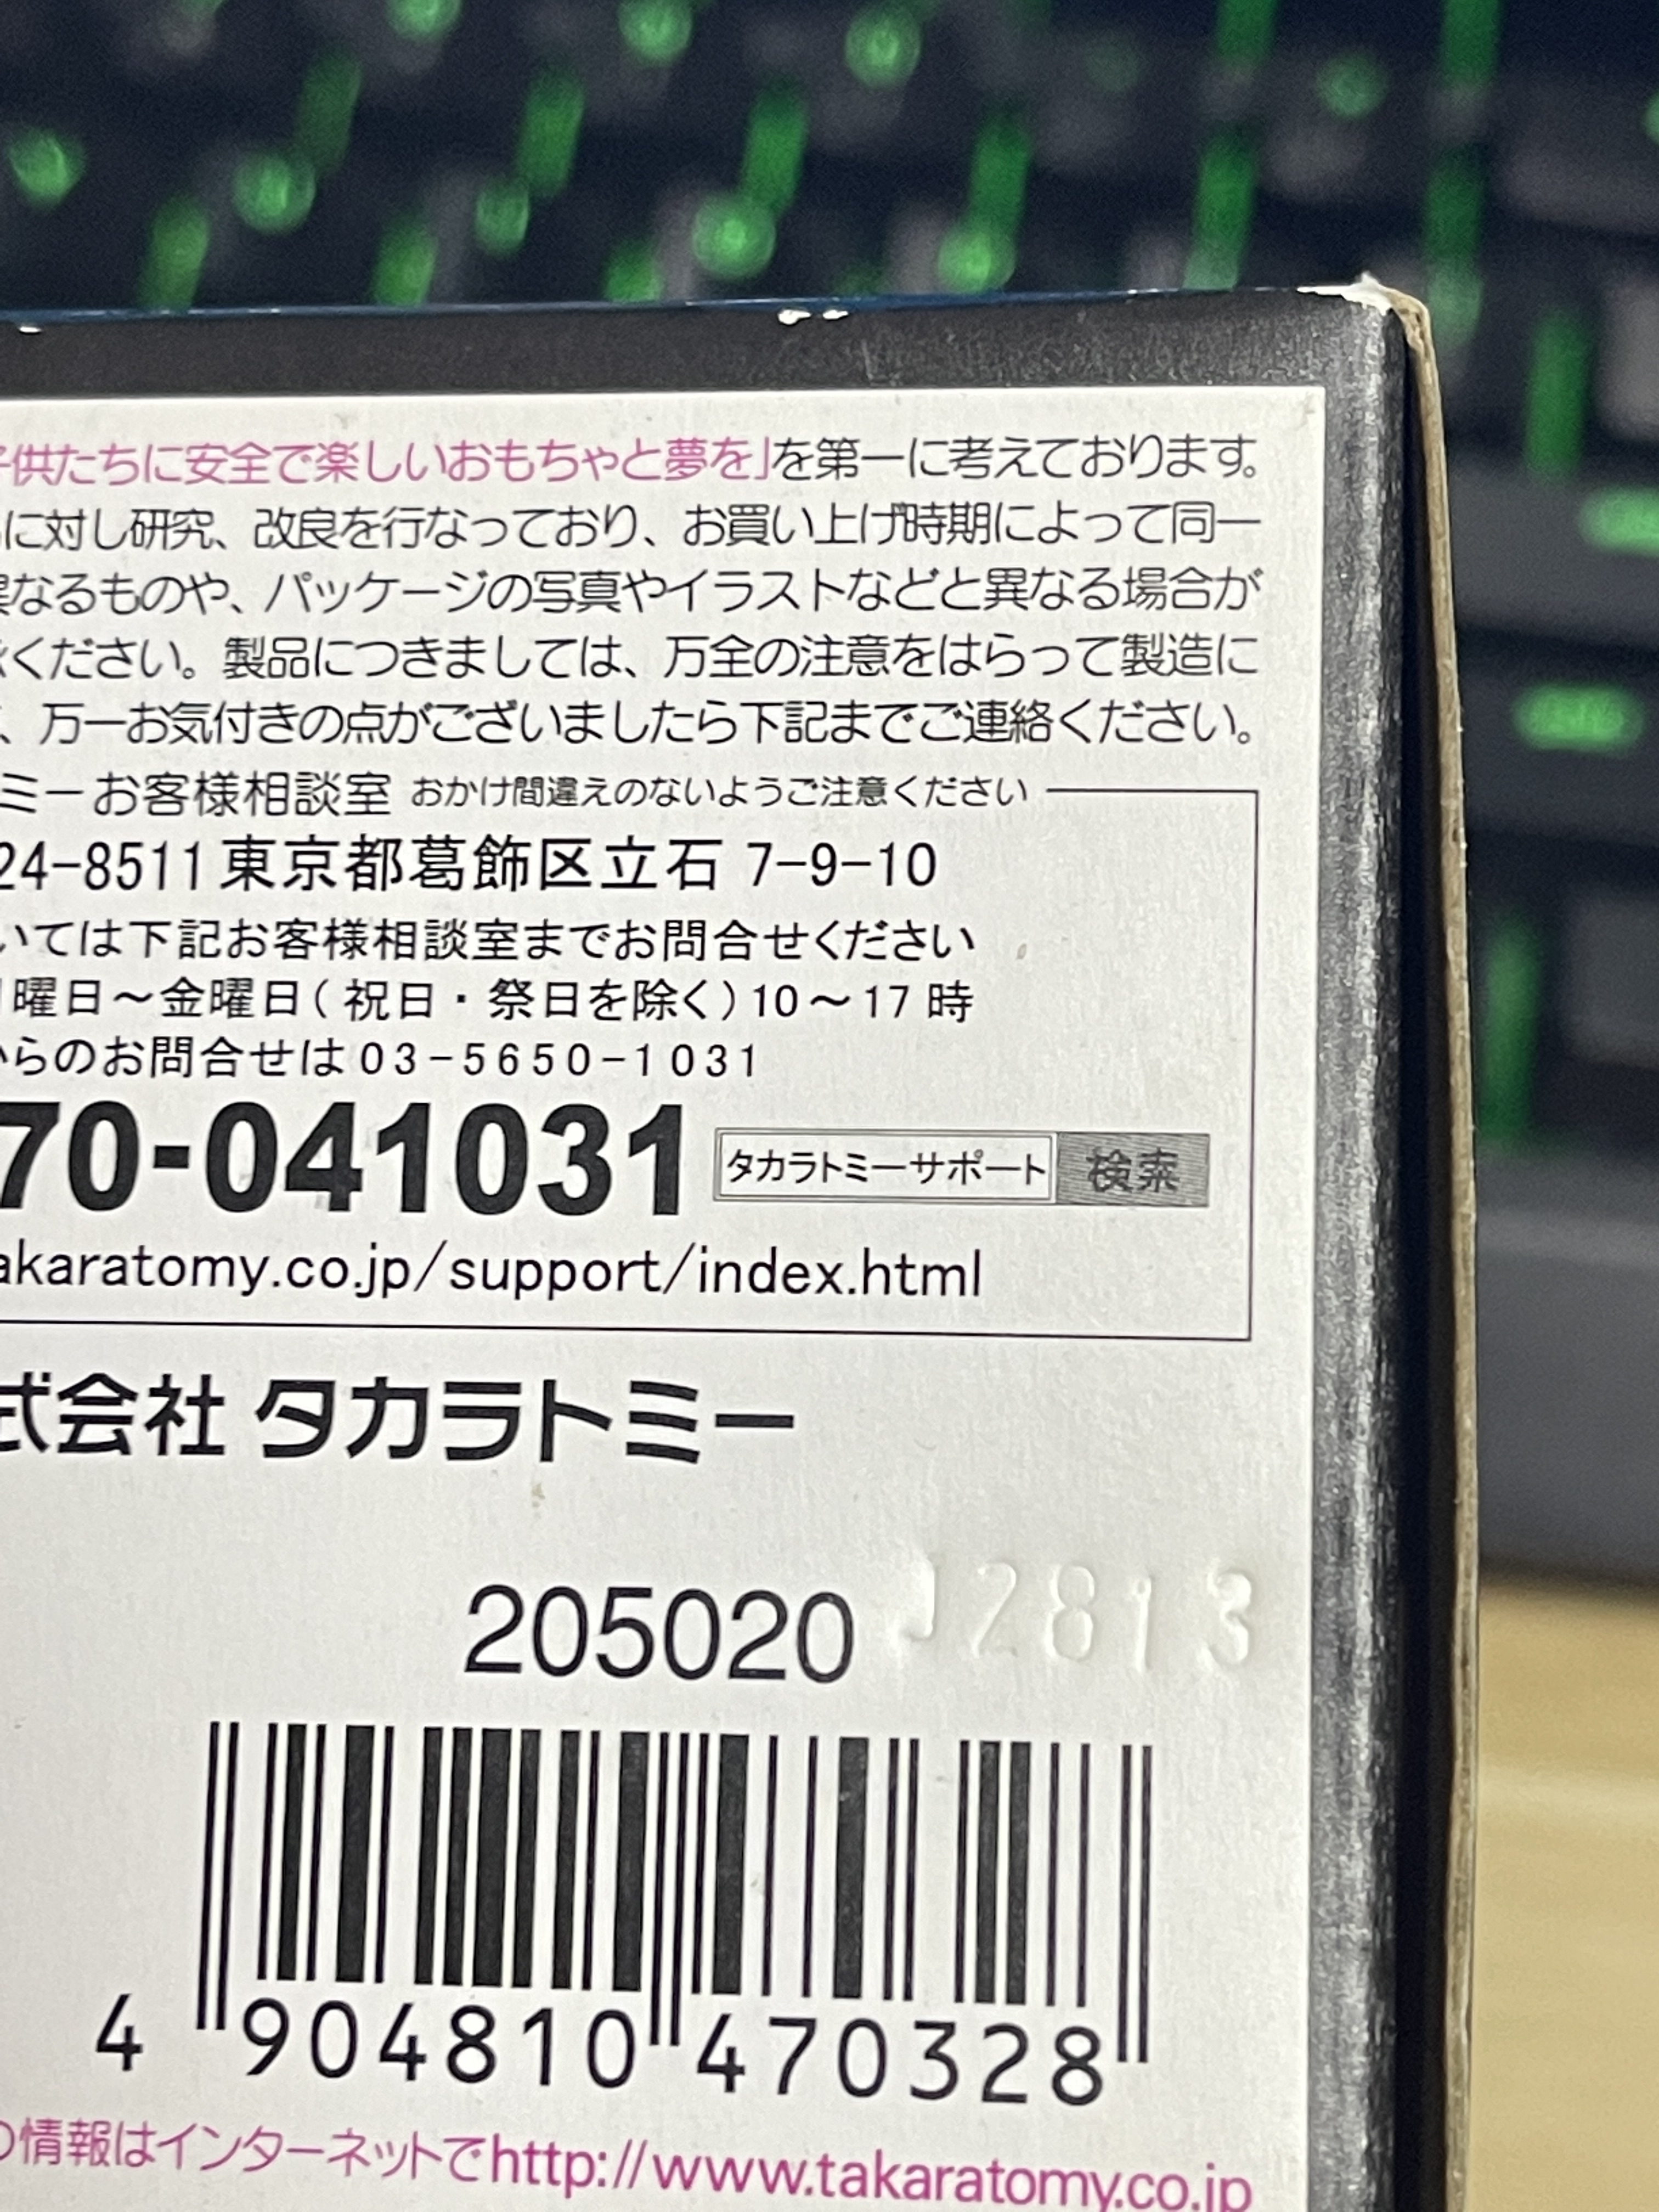 供たちに安全で楽しいおもちゃと夢を」を第一に考えております。
に対し研究、改良を行なっており、お買い上げ時期によって同一
異なるものや、パッケージの写真やイラストなどと異なる場合が
ください。製品につきましては、万全の注意をはらって製造に
、万一お気付きの点がございましたら下記までご連絡ください。
ミーお客様相談室 おかけ間違えのないようご注意ください
24-8511 東京都葛飾区立石 7-9-10
いては下記お客様相談室までお問合せください
曜日〜金曜日(祝日・祭日を除く)10〜17時
からのお問合せは03-5650-1031
70-041031 タカラトミーサポート 検索
akaratomy.co.jp/support/index.html
式会社 タカラトミー
205020 J2813
4 904810 470328
の情報はインターネットでhttp://www.takaratomy.co.jp